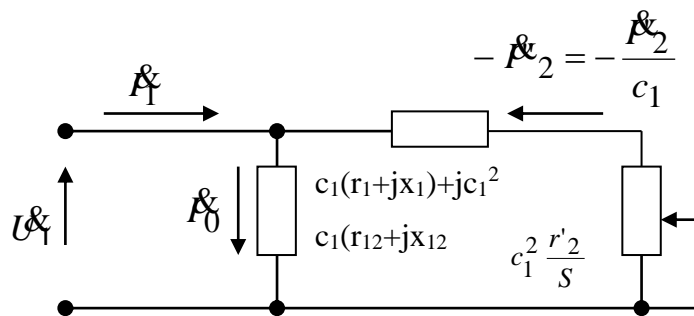 − I&''₂ = − I&'₂ / c₁
I&₁
c₁(r₁+jx₁)+jc₁²
I&₀
c₁(r₁₂+jx₁₂
U&₁
c₁² r'₂ / S